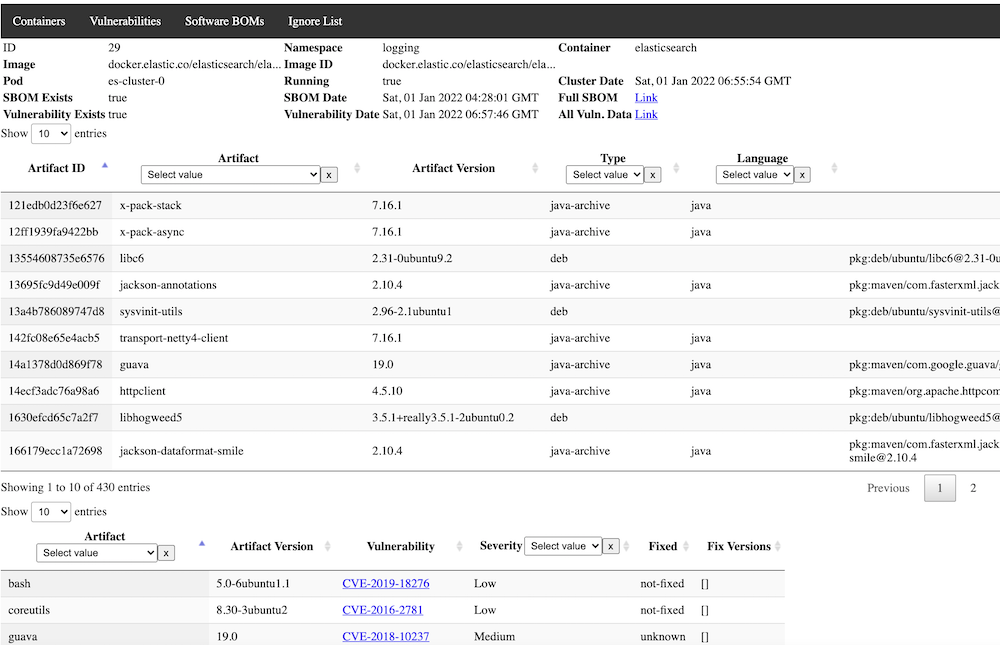 Containers Vulnerabilities Software BOMs Ignore List
ID 29 Namespace logging Container elasticsearch
Image docker.elastic.co/elasticsearch/ela... Image ID docker.elastic.co/elasticsearch/ela...
Pod es-cluster-0 Running true Cluster Date Sat, 01 Jan 2022 06:55:54 GMT
SBOM Exists true SBOM Date Sat, 01 Jan 2022 04:28:01 GMT Full SBOM Link
Vulnerability Exists true Vulnerability Date Sat, 01 Jan 2022 06:57:46 GMT All Vuln. Data Link
Show 10 entries
Artifact ID Artifact Select value x Artifact Version Type Select value x Language Select value x
121edb0d23f6e627 x-pack-stack 7.16.1 java-archive java
12ff1939fa9422bb x-pack-async 7.16.1 java-archive java
13554608735e6576 libc6 2.31-0ubuntu9.2 deb pkg:deb/ubuntu/libc6@2.31-0u
13695fc9d49e009f jackson-annotations 2.10.4 java-archive java pkg:maven/com.fasterxml.jack
13a4b786089747d8 sysvinit-utils 2.96-2.1ubuntu1 deb pkg:deb/ubuntu/sysvinit-utils@
142fc08e65e4acb5 transport-netty4-client 7.16.1 java-archive java
14a1378d0d869f78 guava 19.0 java-archive java pkg:maven/com.google.guava/g
14ecf3adc76a98a6 httpclient 4.5.10 java-archive java pkg:maven/org.apache.httpcom
1630efcd65c7a2f7 libhogweed5 3.5.1+really3.5.1-2ubuntu0.2 deb pkg:deb/ubuntu/libhogweed5@
166179ecc1a72698 jackson-dataformat-smile 2.10.4 java-archive java pkg:maven/com.fasterxml.jack
smile@2.10.4
Showing 1 to 10 of 430 entries Previous 1 2
Show 10 entries
Artifact Select value x Artifact Version Vulnerability Severity Select value x Fixed Fix Versions
bash 5.0-6ubuntu1.1 CVE-2019-18276 Low not-fixed []
coreutils 8.30-3ubuntu2 CVE-2016-2781 Low not-fixed []
guava 19.0 CVE-2018-10237 Medium unknown []